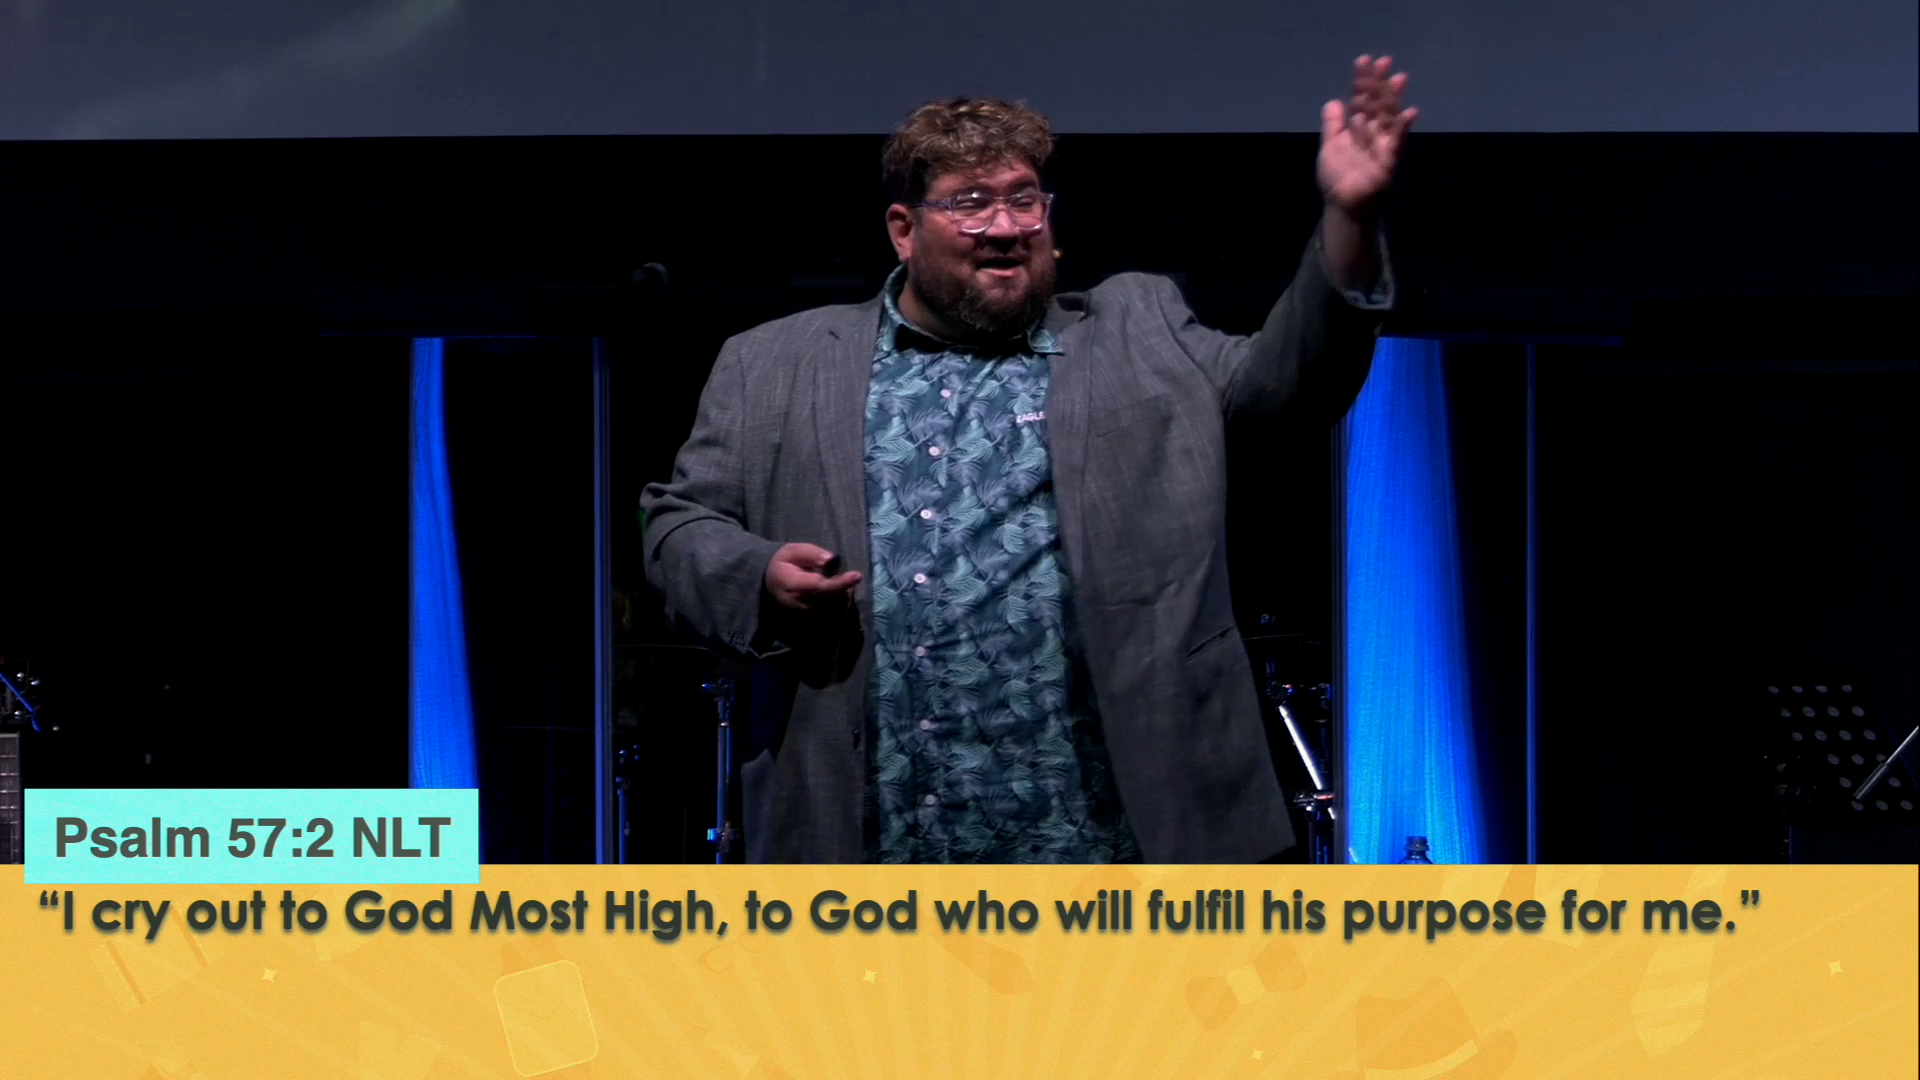 EAGLE
Psalm 57:2 NLT
“I cry out to God Most High, to God who will fulfil his purpose for me.”